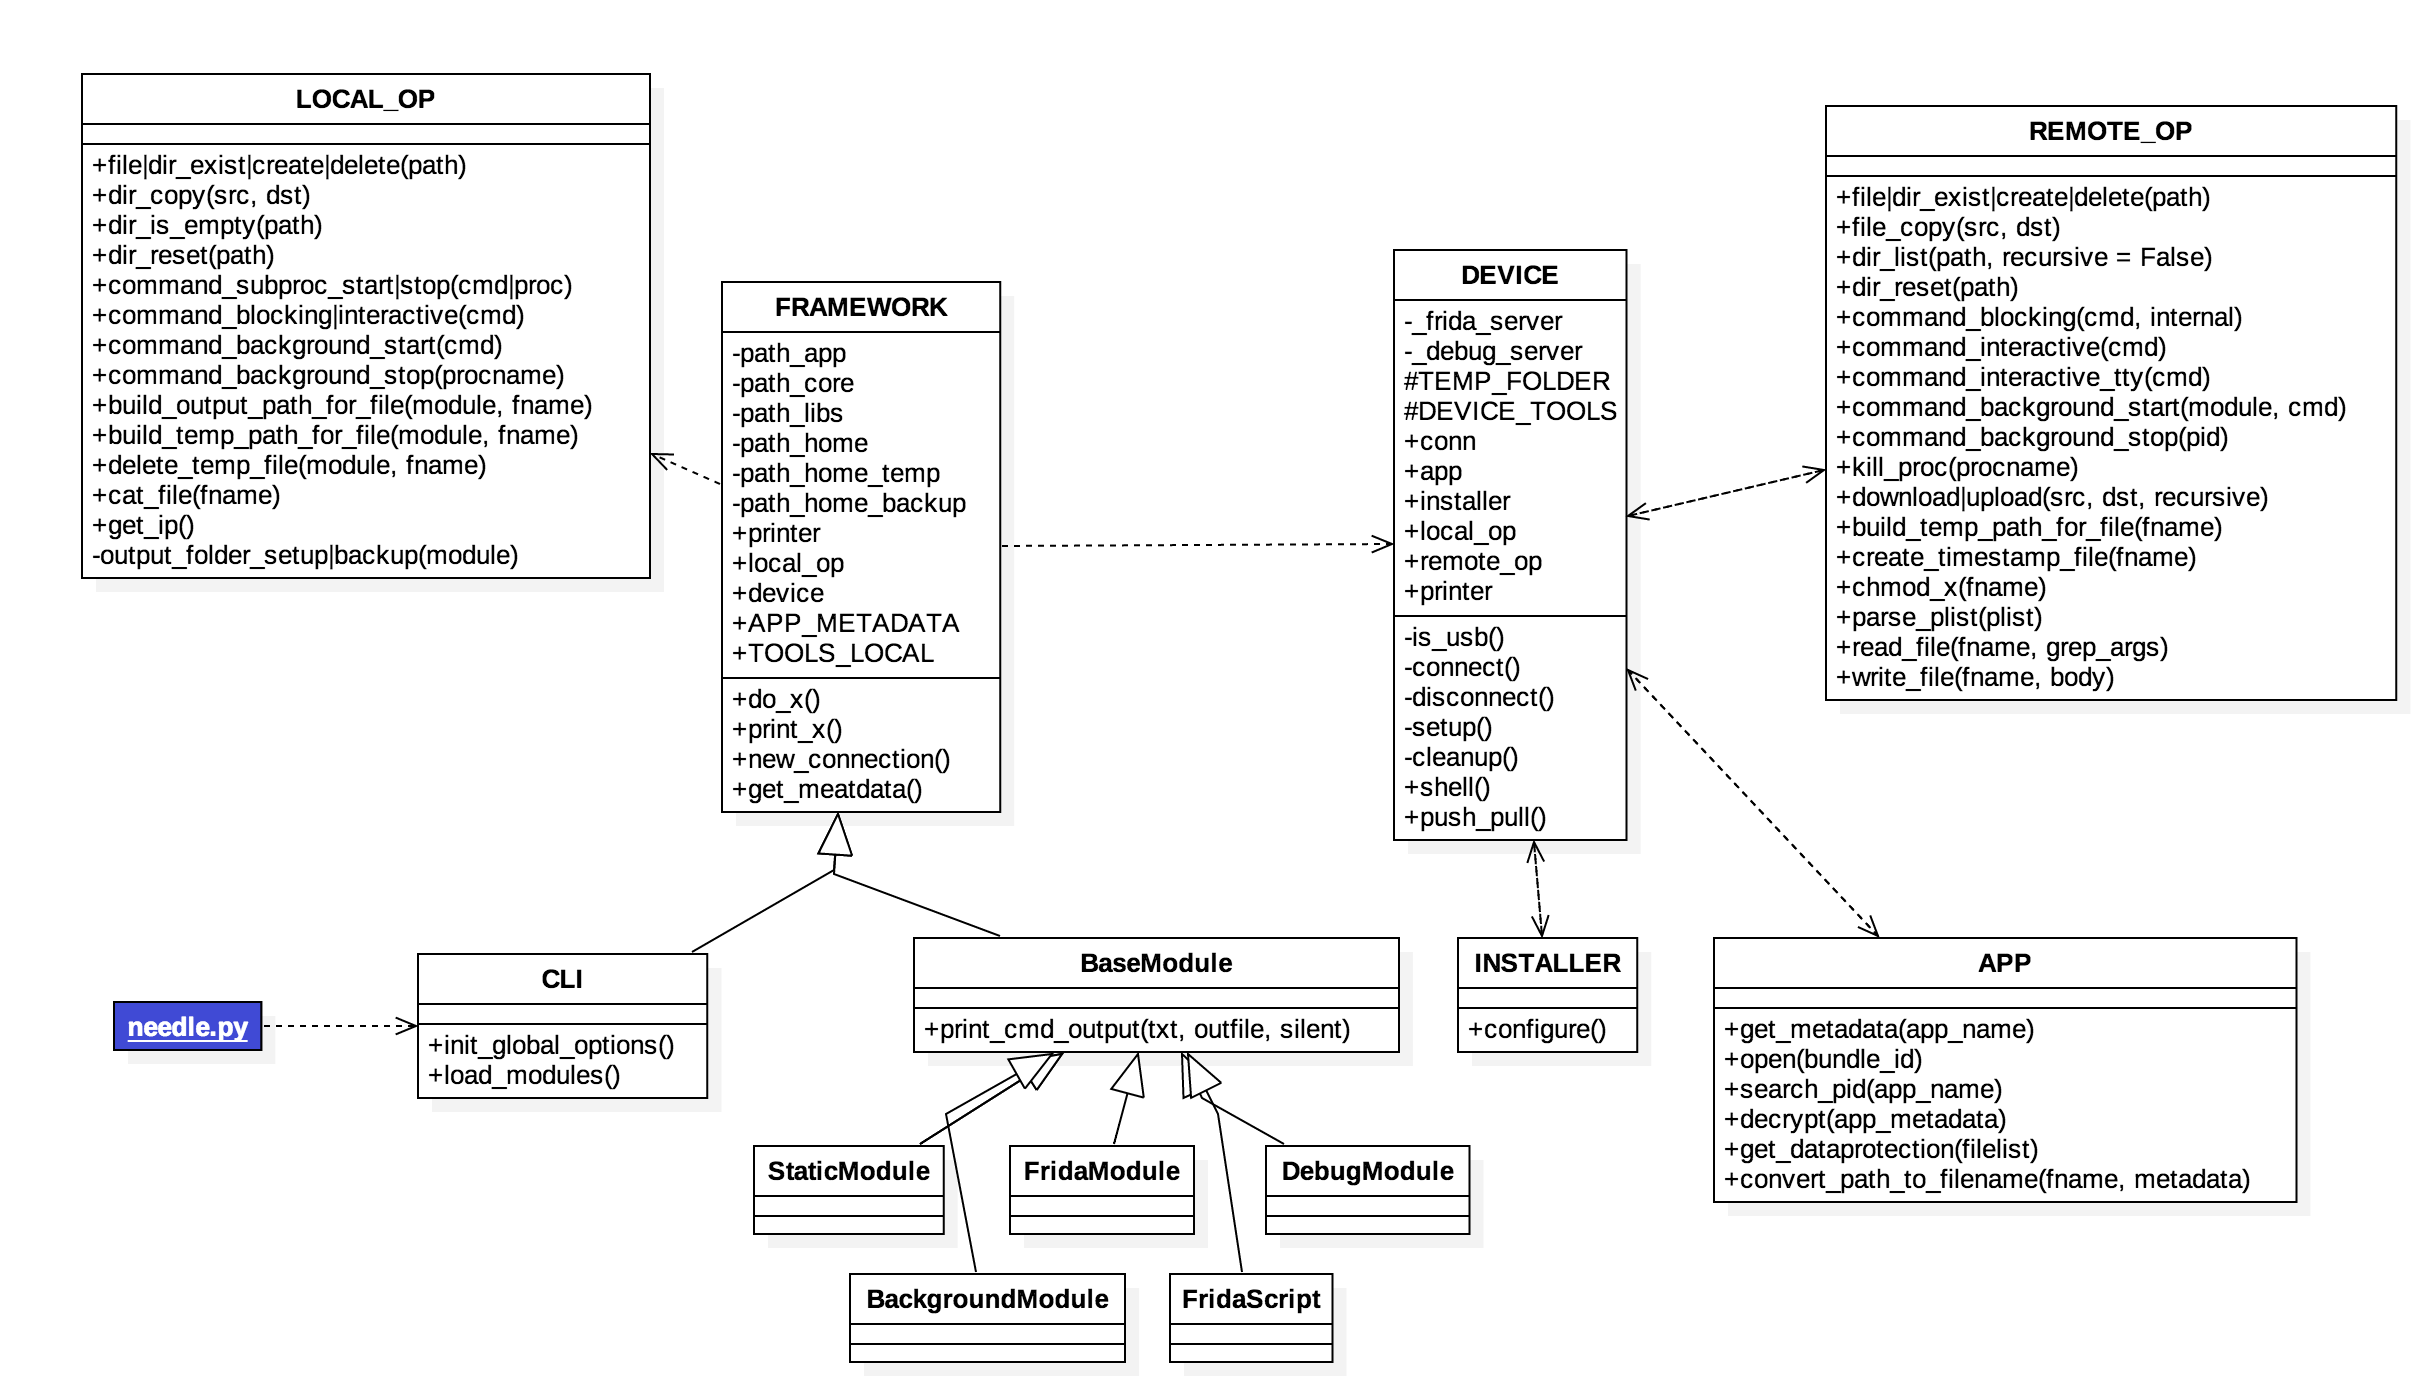 LOCAL_OP
+file|dir_exist|create|delete(path)
+dir_copy(src, dst)
+dir_is_empty(path)
+dir_reset(path)
+command_subproc_start|stop(cmd|proc)
+command_blocking|interactive(cmd)
+command_background_start(cmd)
+command_background_stop(procname)
+build_output_path_for_file(module, fname)
+build_temp_path_for_file(module, fname)
+delete_temp_file(module, fname)
+cat_file(fname)
+get_ip()
-output_folder_setup|backup(module)
FRAMEWORK
-path_app
-path_core
-path_libs
-path_home
-path_home_temp
-path_home_backup
+printer
+local_op
+device
+APP_METADATA
+TOOLS_LOCAL
+do_x()
+print_x()
+new_connection()
+get_meatdata()
DEVICE
-_frida_server
-_debug_server
#TEMP_FOLDER
#DEVICE_TOOLS
+conn
+app
+installer
+local_op
+remote_op
+printer
-is_usb()
-connect()
-disconnect()
-setup()
-cleanup()
+shell()
+push_pull()
REMOTE_OP
+file|dir_exist|create|delete(path)
+file_copy(src, dst)
+dir_list(path, recursive = False)
+dir_reset(path)
+command_blocking(cmd, internal)
+command_interactive(cmd)
+command_interactive_tty(cmd)
+command_background_start(module, cmd)
+command_background_stop(pid)
+kill_proc(procname)
+download|upload(src, dst, recursive)
+build_temp_path_for_file(fname)
+create_timestamp_file(fname)
+chmod_x(fname)
+parse_plist(plist)
+read_file(fname, grep_args)
+write_file(fname, body)
needle.py
CLI
+init_global_options()
+load_modules()
BaseModule
+print_cmd_output(txt, outfile, silent)
INSTALLER
+configure()
APP
+get_metadata(app_name)
+open(bundle_id)
+search_pid(app_name)
+decrypt(app_metadata)
+get_dataprotection(filelist)
+convert_path_to_filename(fname, metadata)
StaticModule
FridaModule
DebugModule
BackgroundModule
FridaScript